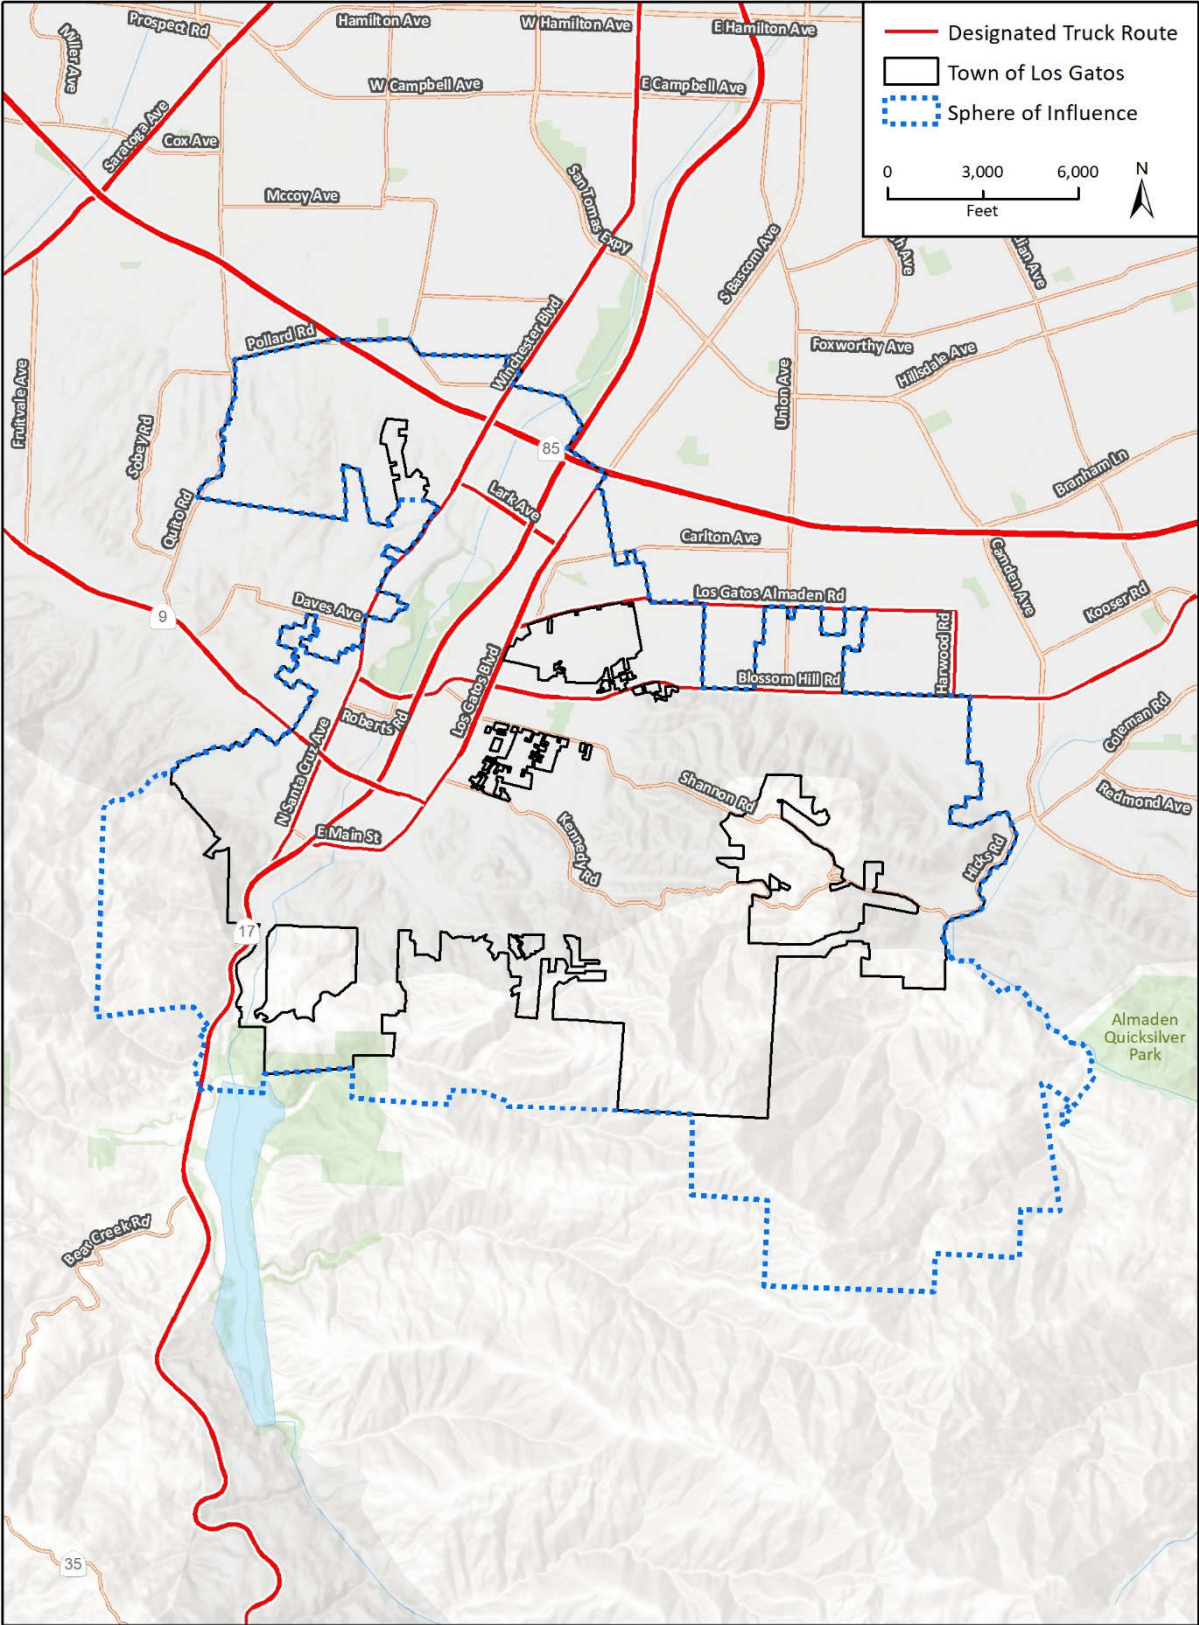 Designated Truck Route
Town of Los Gatos
Sphere of Influence
0 3,000 6,000
Feet
N
Prospect Rd
Hamilton Ave
W Hamilton Ave
E Hamilton Ave
Miller Ave
W Campbell Ave
E Campbell Ave
Saratoga Ave
Cox Ave
Mccoy Ave
San Tomas Expy
S Bascom Ave
Pollard Rd
Winchester Blvd
Foxworthy Ave
Hillsdale Ave
Fruitvale Ave
Union Ave
Sobey Rd
85
Branham Ln
Quito Rd
Lark Ave
Carlton Ave
Camden Ave
Los Gatos Almaden Rd
Kooser Rd
Daves Ave
9
Harwood Rd
Blossom Hill Rd
Los Gatos Blvd
Roberts Rd
Coleman Rd
N Santa Cruz Ave
Shannon Rd
Redmond Ave
E Main St
Kennedy Rd
Hicks Rd
17
Almaden
Quicksilver
Park
Bear Creek Rd
35